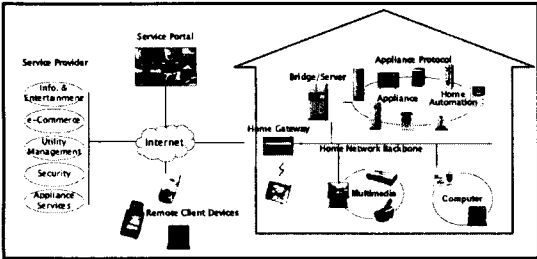 Service Portal
Service Provider
Info. &
Entertainment
e-Commerce
Utility
Management
Security
Appliance
Services
Internet
Remote Client Devices
Appliance Protocol
Bridge/Server
Appliance
Home
Automation
Home Gateway
Home Network Backbone
Multimedia
Computer